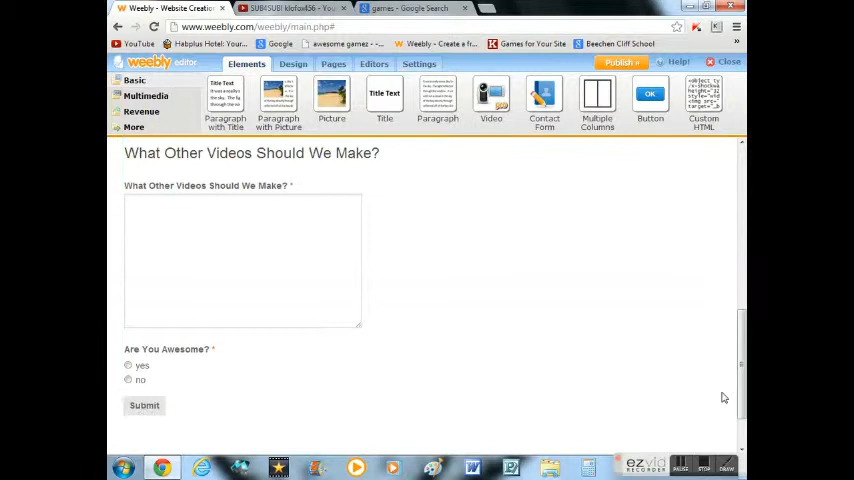 Weebly - Website Creation
SUB4SUB! klofox456 - You
games - Google Search
www.weebly.com/weebly/main.php#
YouTube
Habplus Hotel: Your...
Google
awesome gamez - -...
Weebly - Create a fr...
Games for Your Site
Beechen Cliff School
weebly editor
Elements
Design
Pages
Editors
Settings
Publish »
Help!
Close
Basic
Multimedia
Revenue
More
Title Text
OK
Paragraph with Title
Paragraph with Picture
Picture
Title
Paragraph
Video
Contact Form
Multiple Columns
Button
Custom HTML
What Other Videos Should We Make?
What Other Videos Should We Make? *
Are You Awesome? *
yes
no
Submit
ezvid
RECORDER
PAUSE
STOP
DRAW